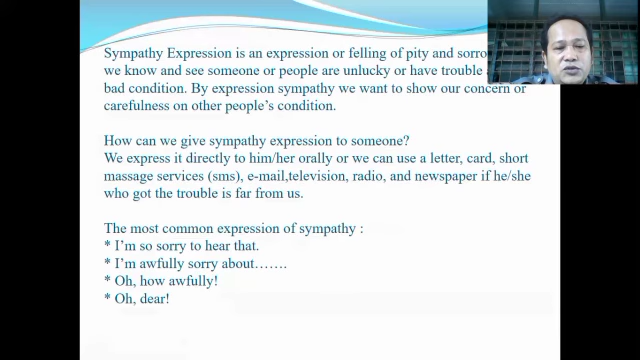 Sympathy Expression is an expression or felling of pity and sorro
we know and see someone or people are unlucky or have trouble
bad condition. By expression sympathy we want to show our concern or
carefulness on other people's condition.
How can we give sympathy expression to someone?
We express it directly to him/her orally or we can use a letter, card, short
massage services (sms), e-mail,television, radio, and newspaper if he/she
who got the trouble is far from us.
The most common expression of sympathy :
* I'm so sorry to hear that.
* I'm awfully sorry about…….
* Oh, how awfully!
* Oh, dear!